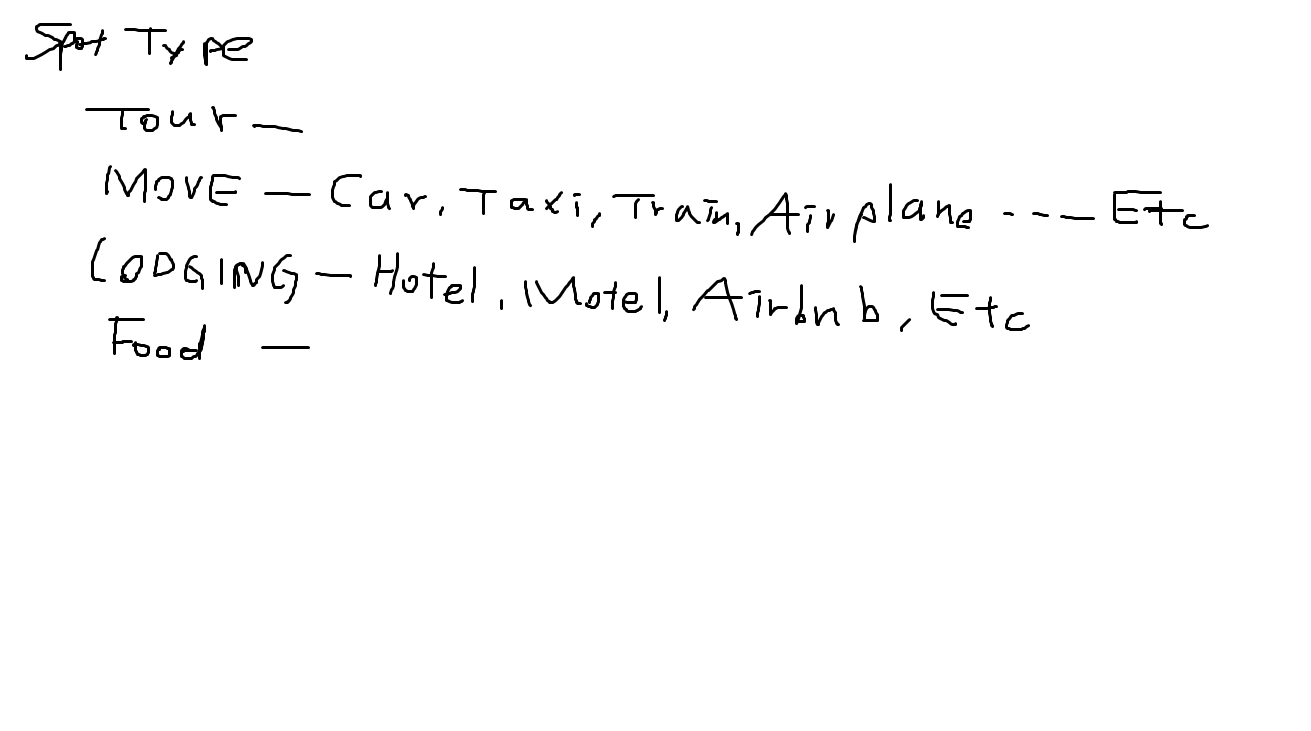 Spot Type
Tour —
MOVE — Car, Taxi, Train, Airplane ---- Etc
LODGING — Hotel, Motel, Airbnb, Etc
Food —